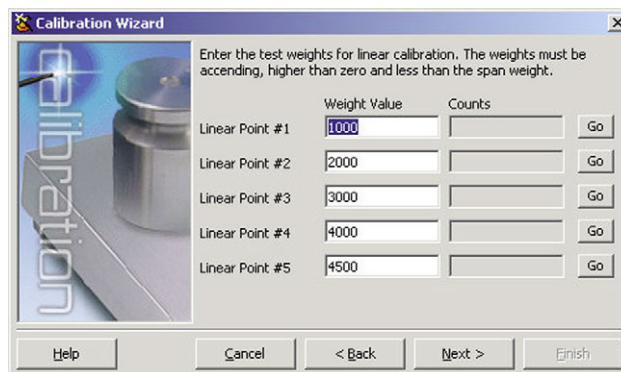 Calibration Wizard
calibration
Enter the test weights for linear calibration. The weights must be
accending, higher than zero and less than the span weight.
Weight Value Counts
Linear Point #1 1000 Go
Linear Point #2 2000 Go
Linear Point #3 3000 Go
Linear Point #4 4000 Go
Linear Point #5 4500 Go
Help Cancel < Back Next > Finish